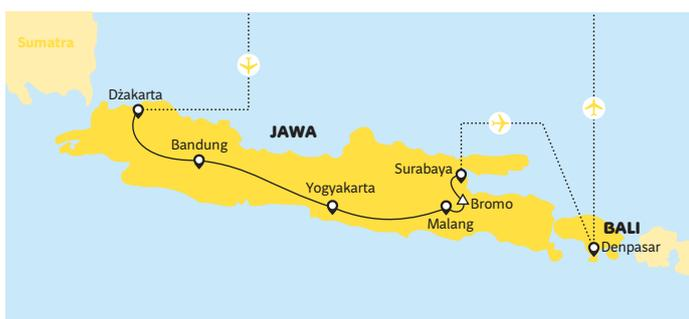 Sumatra
Dżakarta
JAWA
Bandung
Surabaya
Yogyakarta
Bromo
Malang
BALI
Denpasar